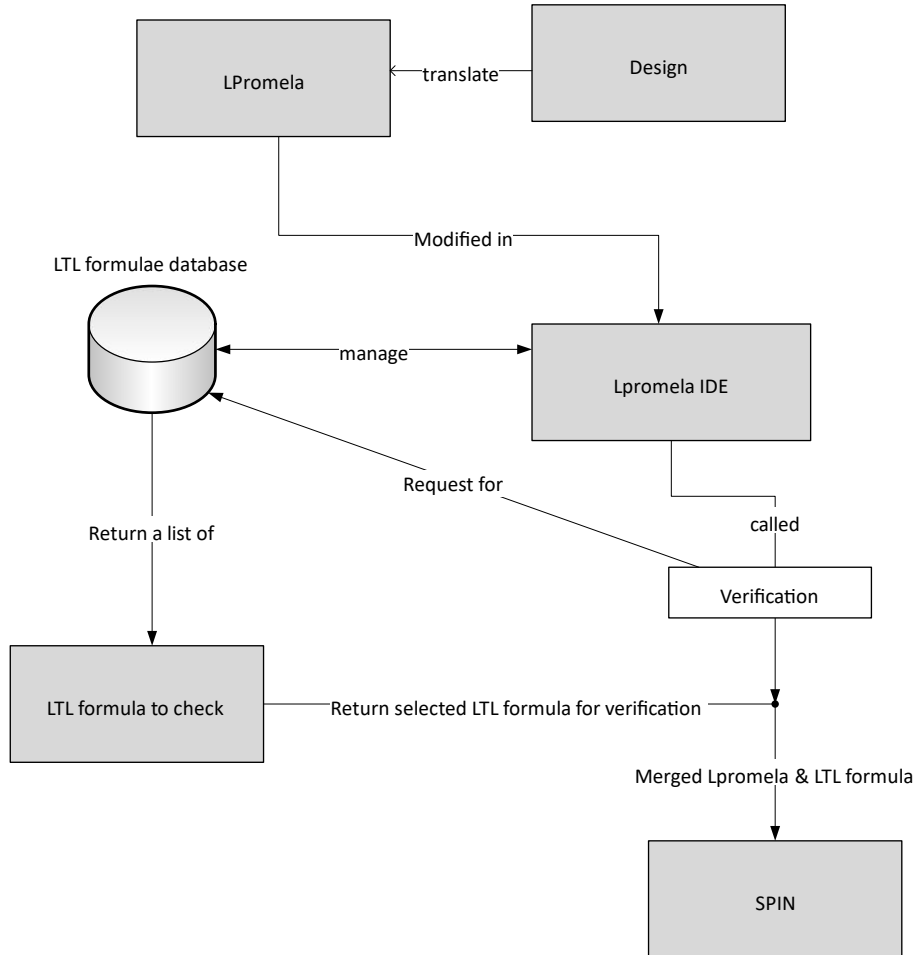 LPromela
translate
Design
Modified in
LTL formulae database
manage
Lpromela IDE
Request for
Return a list of
called
Verification
LTL formula to check
Return selected LTL formula for verification
Merged Lpromela & LTL formula
SPIN